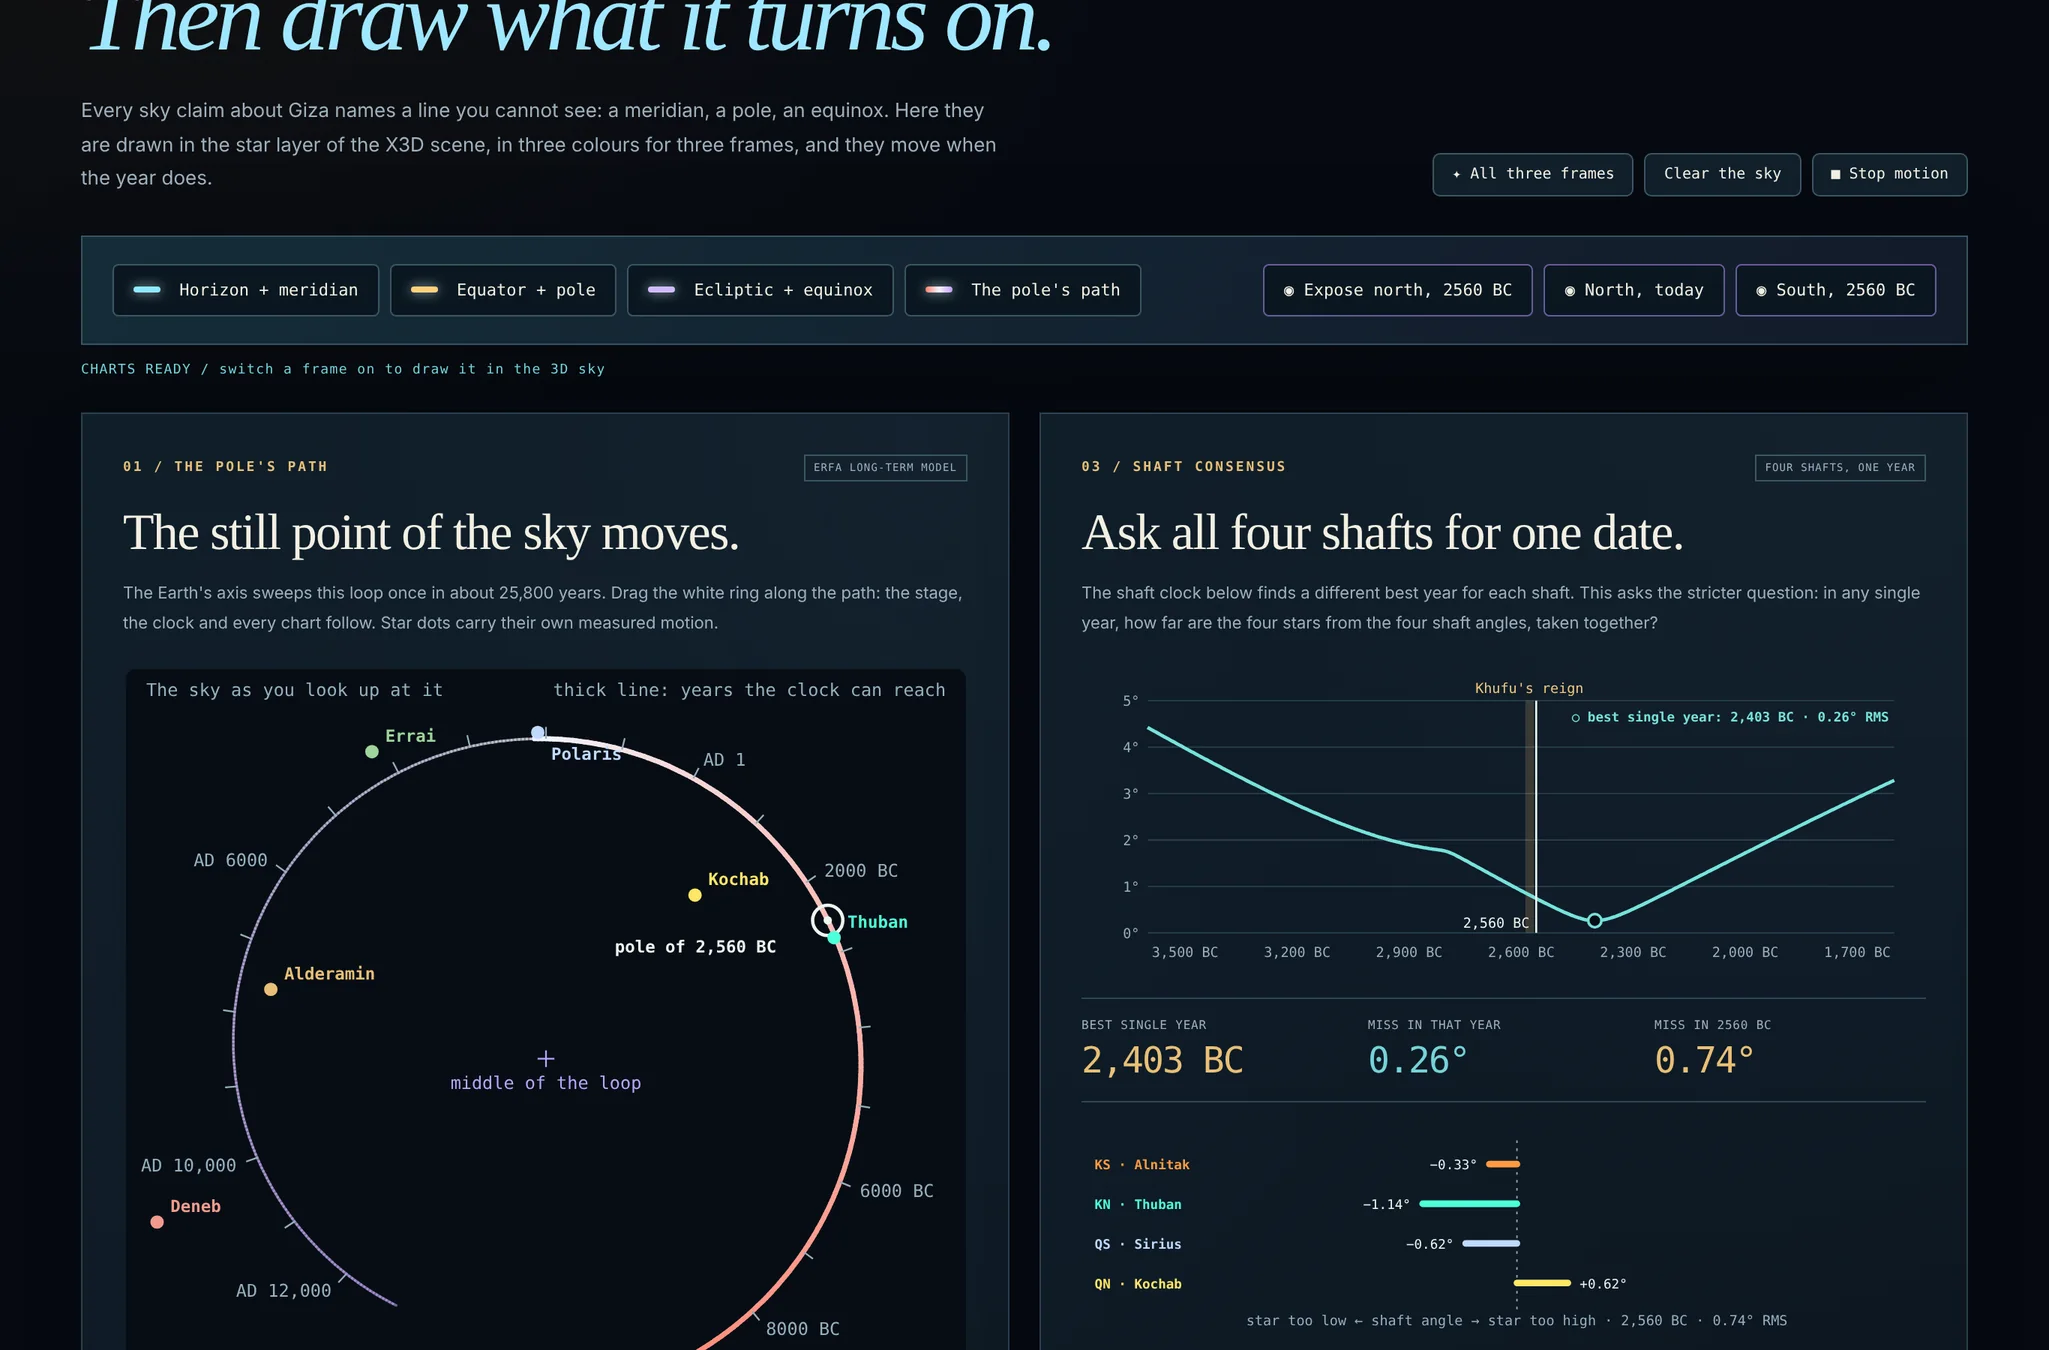 Then draw what it turns on.
Every sky claim about Giza names a line you cannot see: a meridian, a pole, an equinox. Here they
are drawn in the star layer of the X3D scene, in three colours for three frames, and they move when
the year does.
✦ All three frames
Clear the sky
■ Stop motion
Horizon + meridian
Equator + pole
Ecliptic + equinox
The pole's path
◉ Expose north, 2560 BC
◉ North, today
◉ South, 2560 BC
CHARTS READY / switch a frame on to draw it in the 3D sky
01 / THE POLE'S PATH
ERFA LONG-TERM MODEL
The still point of the sky moves.
The Earth's axis sweeps this loop once in about 25,800 years. Drag the white ring along the path: the stage,
the clock and every chart follow. Star dots carry their own measured motion.
The sky as you look up at it
thick line: years the clock can reach
Errai
Polaris
AD 1
AD 6000
2000 BC
Kochab
Thuban
pole of 2,560 BC
Alderamin
middle of the loop
AD 10,000
6000 BC
Deneb
AD 12,000
8000 BC
03 / SHAFT CONSENSUS
FOUR SHAFTS, ONE YEAR
Ask all four shafts for one date.
The shaft clock below finds a different best year for each shaft. This asks the stricter question: in any single
year, how far are the four stars from the four shaft angles, taken together?
Khufu's reign
5°
○ best single year: 2,403 BC · 0.26° RMS
4°
3°
2°
1°
2,560 BC
0°
3,500 BC
3,200 BC
2,900 BC
2,600 BC
2,300 BC
2,000 BC
1,700 BC
BEST SINGLE YEAR
2,403 BC
MISS IN THAT YEAR
0.26°
MISS IN 2560 BC
0.74°
KS · Alnitak
−0.33°
KN · Thuban
−1.14°
QS · Sirius
−0.62°
QN · Kochab
+0.62°
star too low ← shaft angle → star too high · 2,560 BC · 0.74° RMS